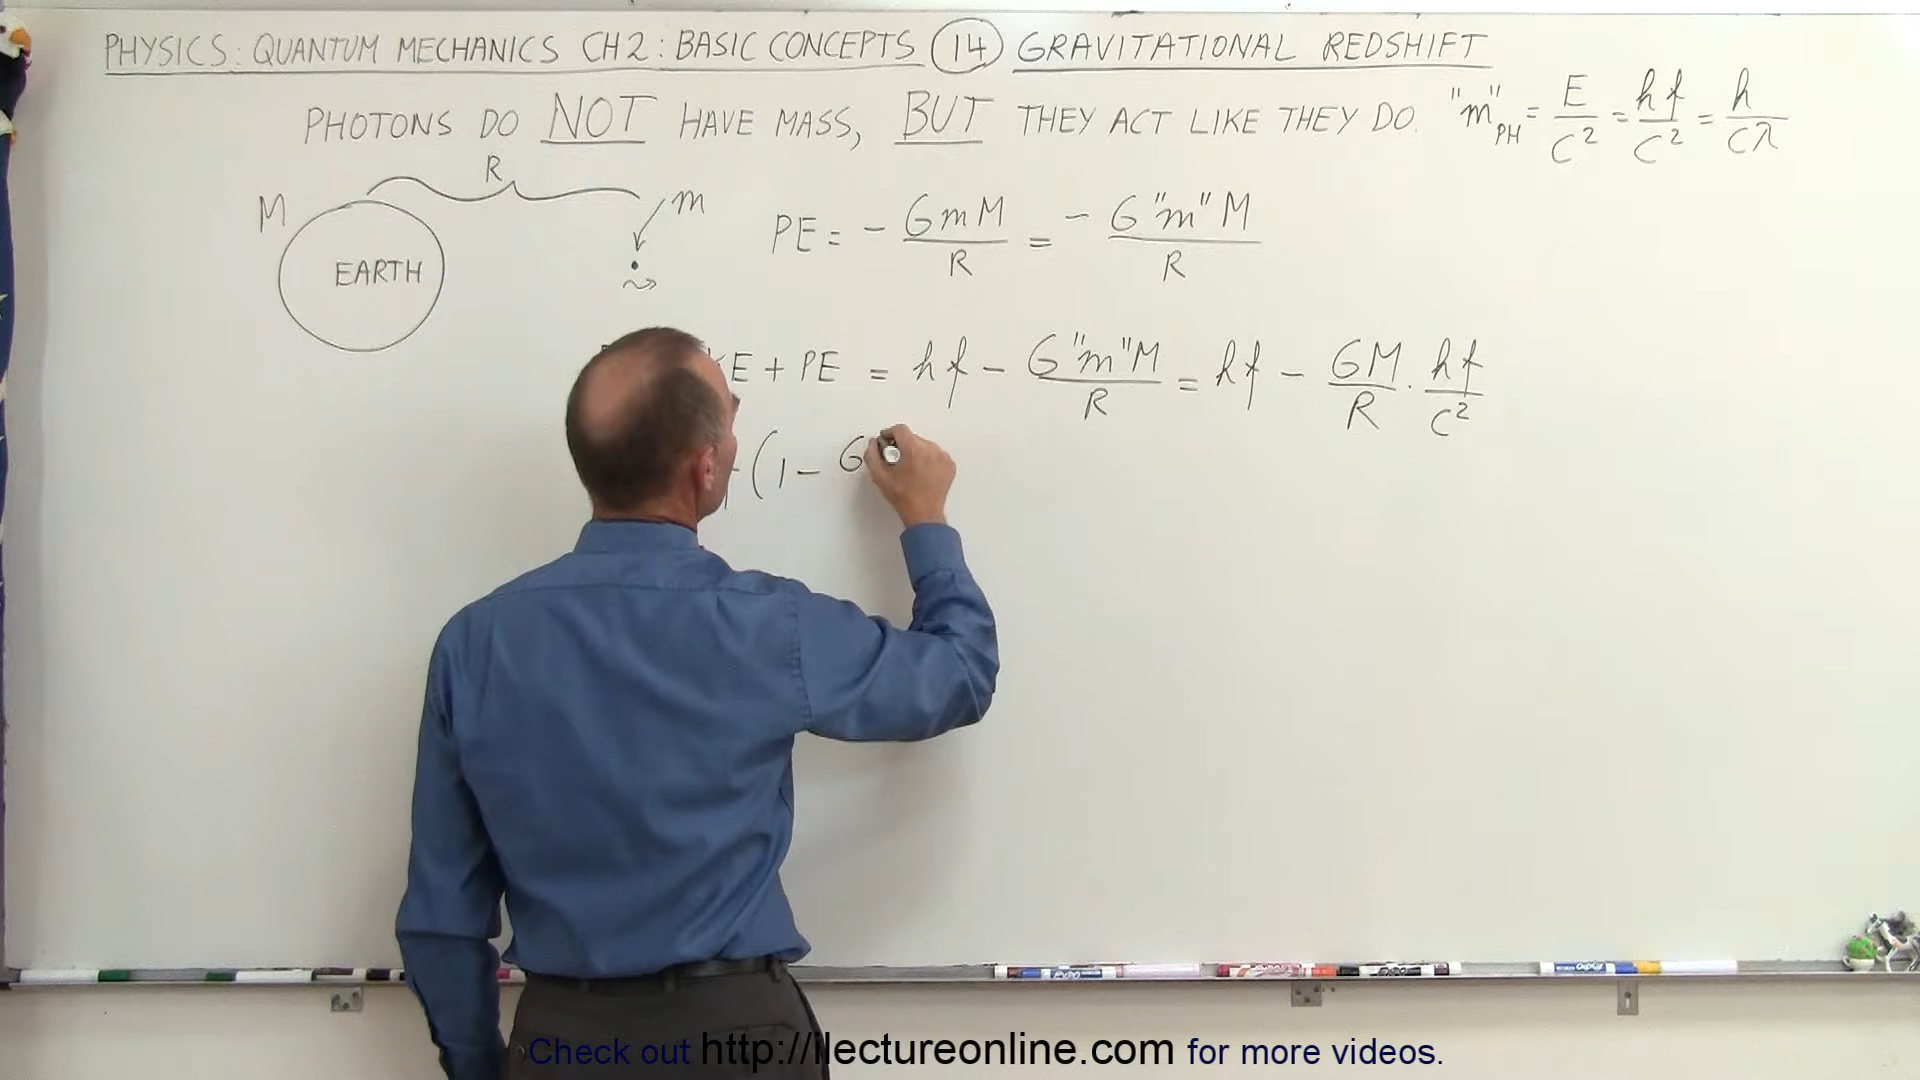 PHYSICS: QUANTUM MECHANICS CH2: BASIC CONCEPTS 14 GRAVITATIONAL REDSHIFT
PHOTONS DO NOT HAVE MASS, BUT THEY ACT LIKE THEY DO. "m"PH = E/C² = hf/C² = h/Cλ
R
M
m
EARTH
PE = - GmM/R = - G"m"M/R
E + PE = hf - G"m"M/R = hf - GM/R · hf/C²
(1 - G
EXPO
Check out http://ilectureonline.com for more videos.